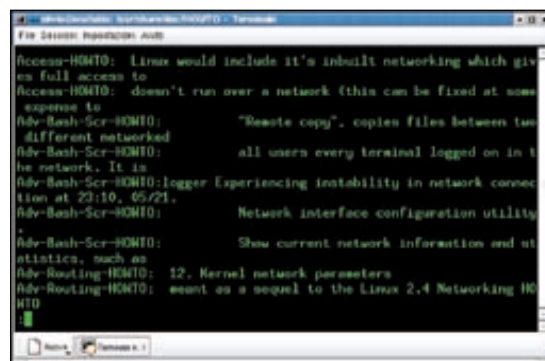 Terminale
Access-HOWTO:  Linux would include it's inbuilt networking which giv
es full access to
Access-HOWTO:  doesn't run over a network (this can be fixed at some
 expense to
Adv-Bash-Scr-HOWTO:          "Remote copy", copies files between two
 different networked
Adv-Bash-Scr-HOWTO:          all users every terminal logged on in t
he network. It is
Adv-Bash-Scr-HOWTO:logger Experiencing instability in network connec
tion at 23:10, 05/21.
Adv-Bash-Scr-HOWTO:          Network interface configuration utility
.
Adv-Bash-Scr-HOWTO:          Show current network information and st
atistics, such as
Adv-Routing-HOWTO:  12. Kernel network parameters
Adv-Routing-HOWTO:  meant as a sequel to the Linux 2.4 Networking HO
WTO
: